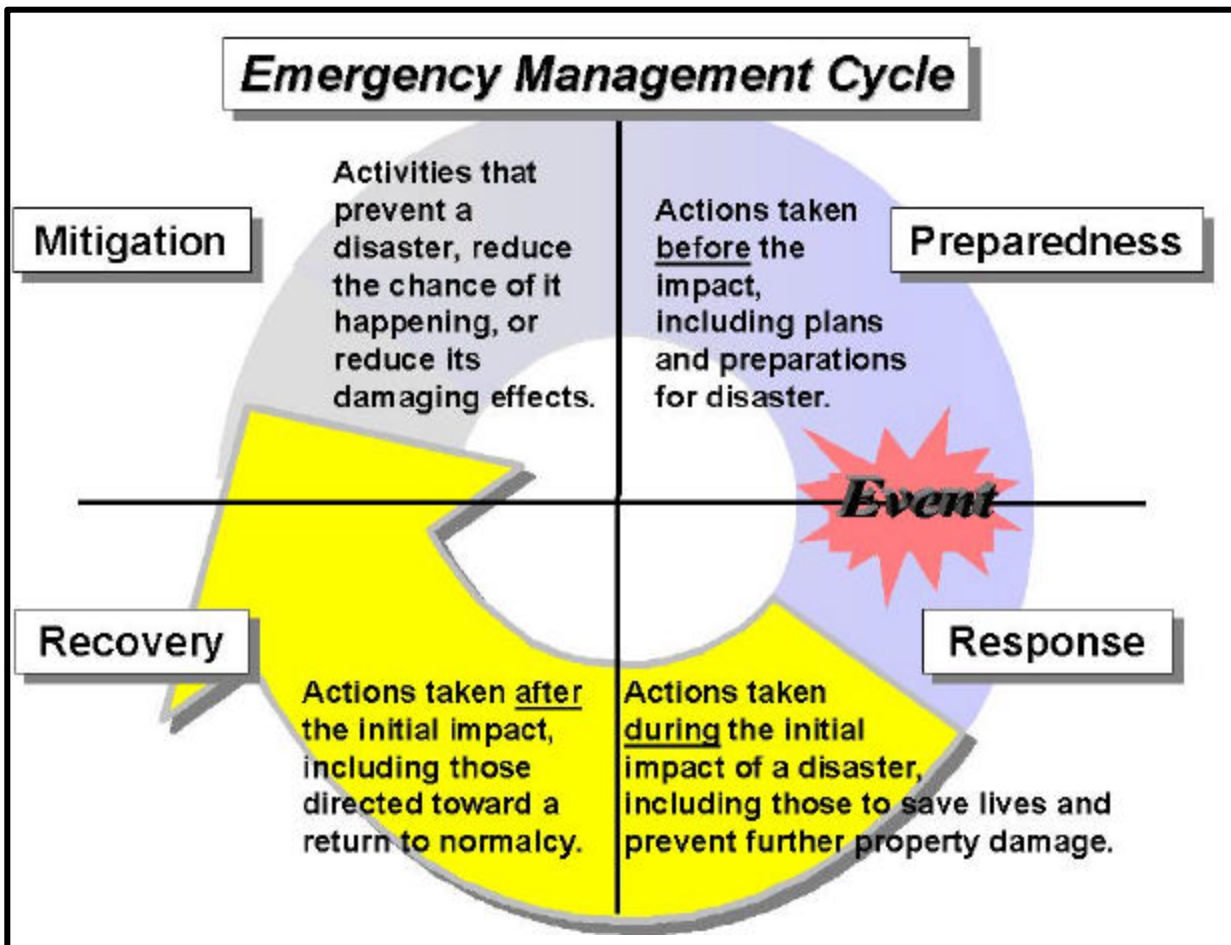 Emergency Management Cycle
Mitigation
Activities that
prevent a
disaster, reduce
the chance of it
happening, or
reduce its
damaging effects.
Actions taken
before the
impact,
including plans
and preparations
for disaster.
Preparedness
Event
Recovery
Actions taken after
the initial impact,
including those
directed toward a
return to normalcy.
Actions taken
during the initial
impact of a disaster,
including those to save lives and
prevent further property damage.
Response